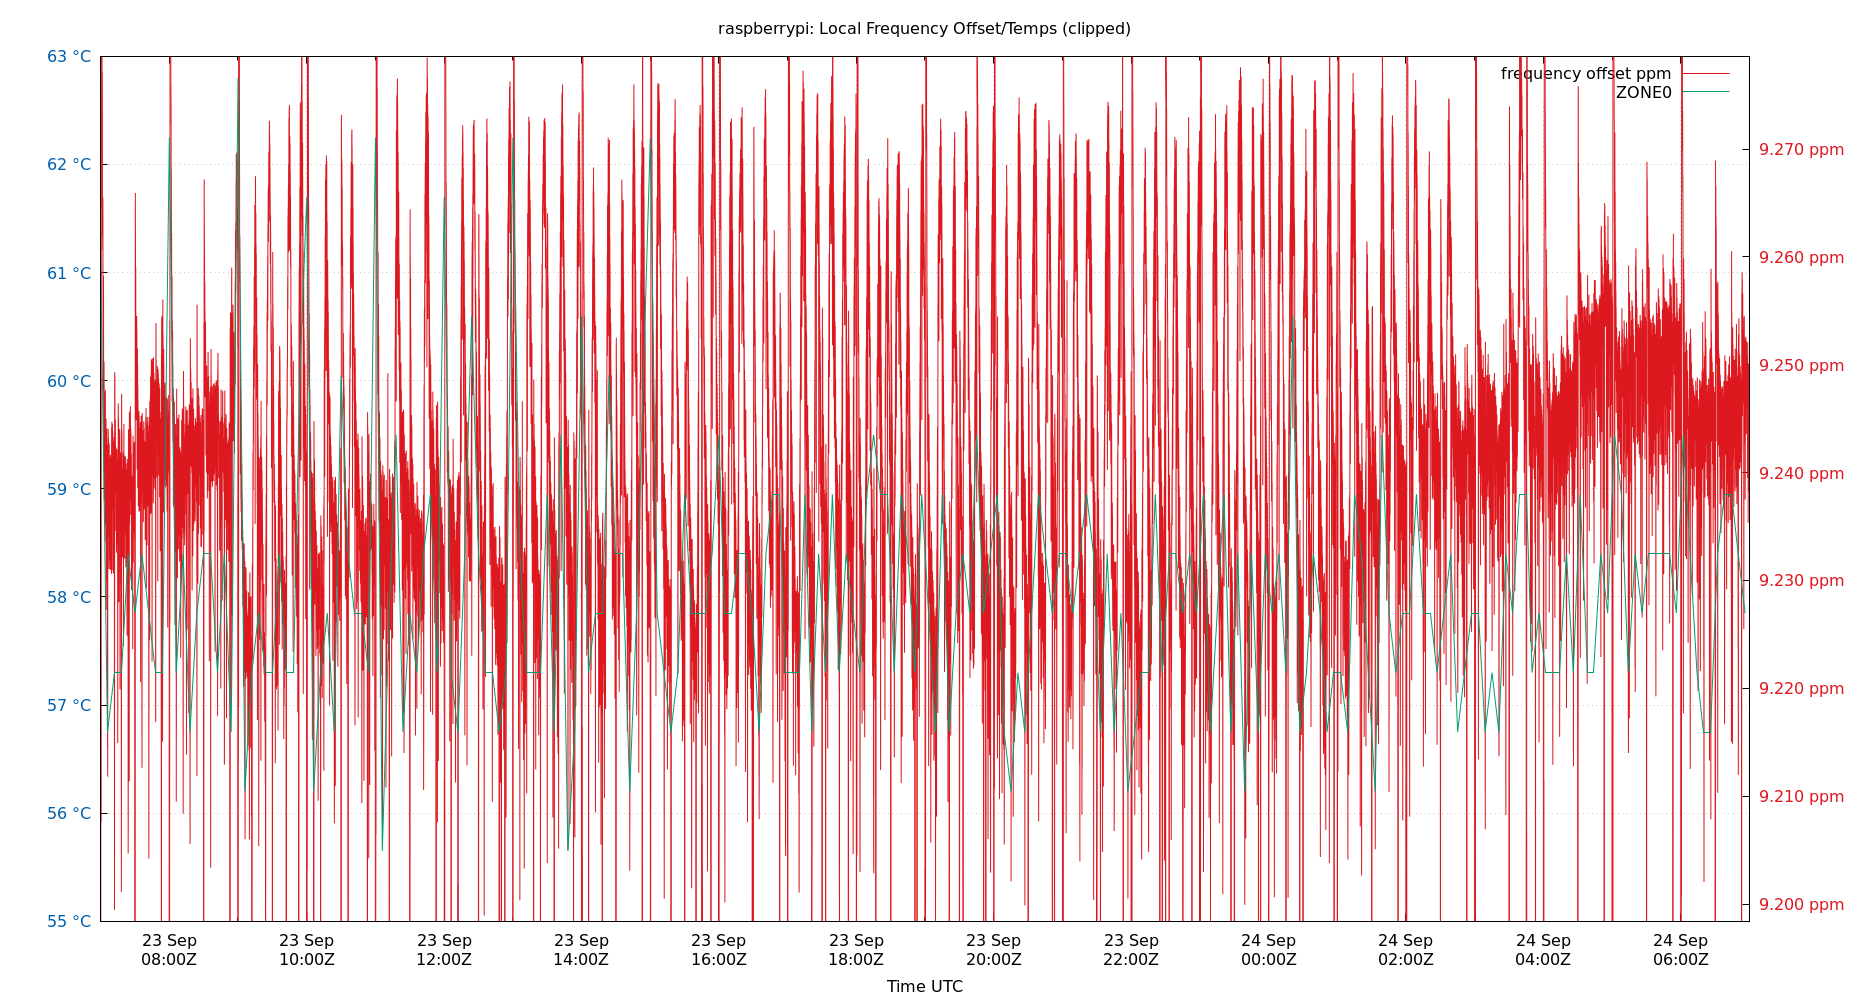 raspberrypi: Local Frequency Offset/Temps (clipped)
63 °C
62 °C
61 °C
60 °C
59 °C
58 °C
57 °C
56 °C
55 °C
frequency offset ppm
ZONE0
9.270 ppm
9.260 ppm
9.250 ppm
9.240 ppm
9.230 ppm
9.220 ppm
9.210 ppm
9.200 ppm
23 Sep 23 Sep 23 Sep 23 Sep 23 Sep 23 Sep 23 Sep 23 Sep 24 Sep 24 Sep 24 Sep 24 Sep
08:00Z 10:00Z 12:00Z 14:00Z 16:00Z 18:00Z 20:00Z 22:00Z 00:00Z 02:00Z 04:00Z 06:00Z
Time UTC